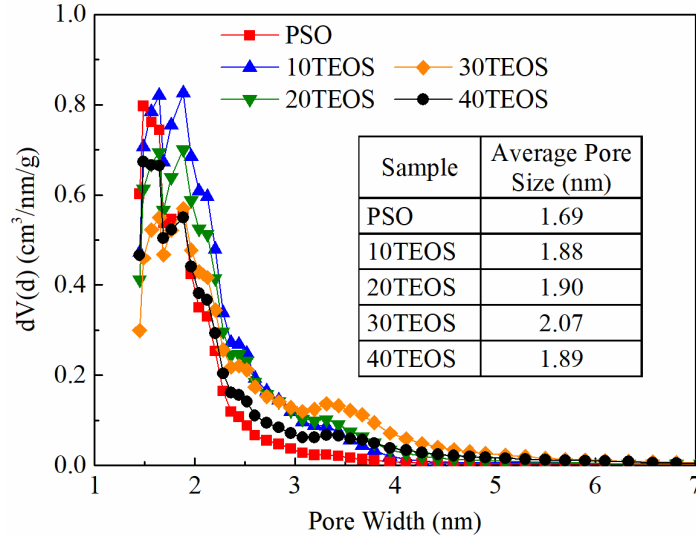 PSO
10TEOS 30TEOS
20TEOS 40TEOS
1.0
0.8
0.6
0.4
0.2
0.0
dV(d) (cm³/nm/g)
Sample Average Pore Size (nm)
PSO 1.69
10TEOS 1.88
20TEOS 1.90
30TEOS 2.07
40TEOS 1.89
1 2 3 4 5 6 7
Pore Width (nm)